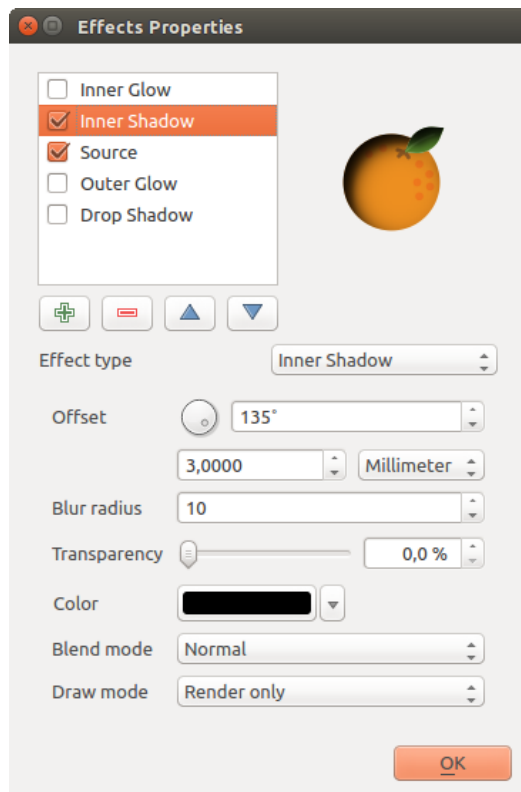 Effects Properties
Inner Glow
Inner Shadow
Source
Outer Glow
Drop Shadow
Effect type Inner Shadow
Offset 135°
3,0000 Millimeter
Blur radius 10
Transparency 0,0 %
Color
Blend mode Normal
Draw mode Render only
OK